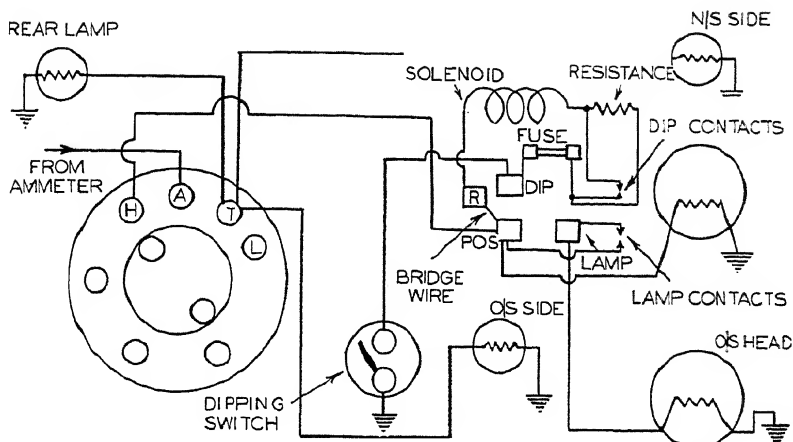 REAR LAMP
N/S SIDE
SOLENOID
RESISTANCE
FUSE
DIP CONTACTS
FROM
AMMETER
H
A
T
L
R
DIP
POS
LAMP
BRIDGE
WIRE
LAMP CONTACTS
O/S SIDE
O/S HEAD
DIPPING
SWITCH